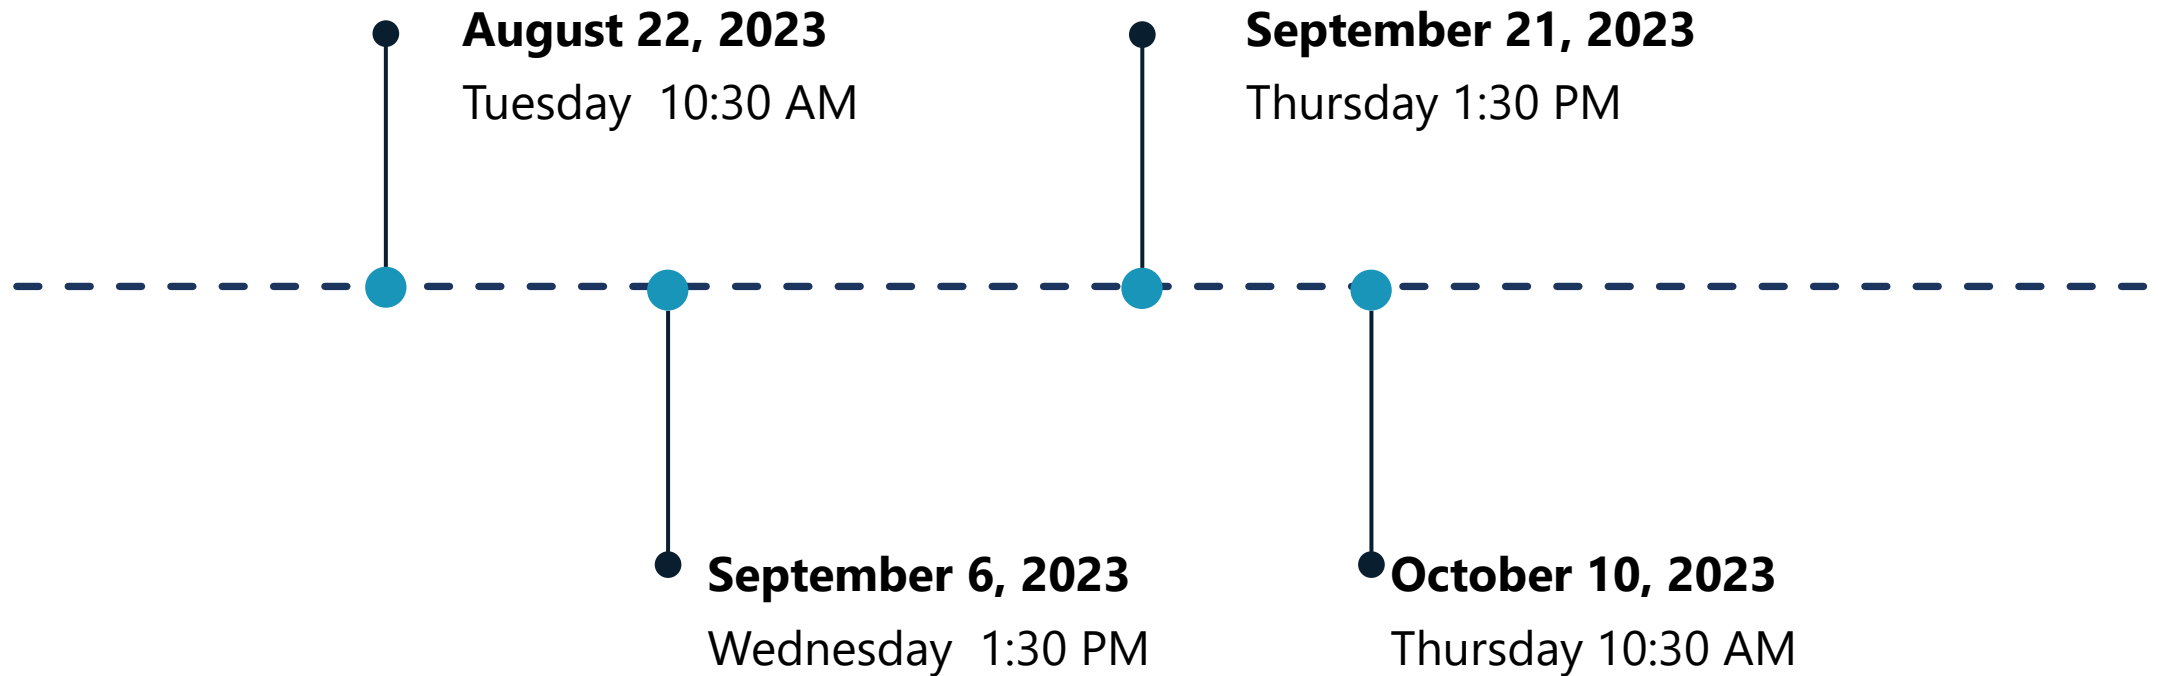 August 22, 2023
Tuesday  10:30 AM
September 6, 2023
Wednesday  1:30 PM
September 21, 2023
Thursday 1:30 PM
October 10, 2023
Thursday 10:30 AM